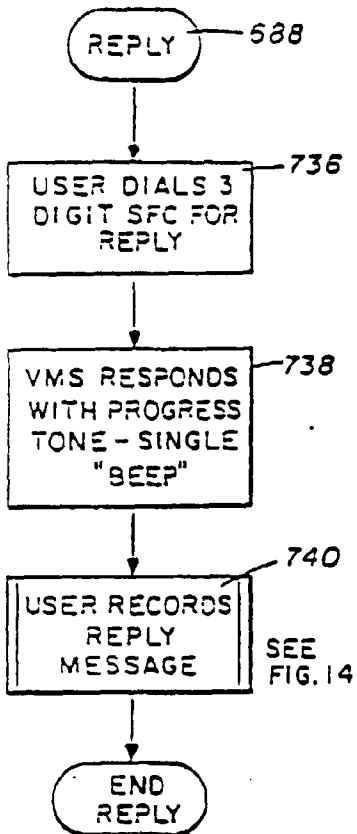 REPLY
688
736
USER DIALS 3
DIGIT SFC FOR
REPLY
738
VMS RESPONDS
WITH PROGRESS
TONE - SINGLE
"BEEP"
740
USER RECORDS
REPLY
MESSAGE
SEE
FIG. 14
END
REPLY